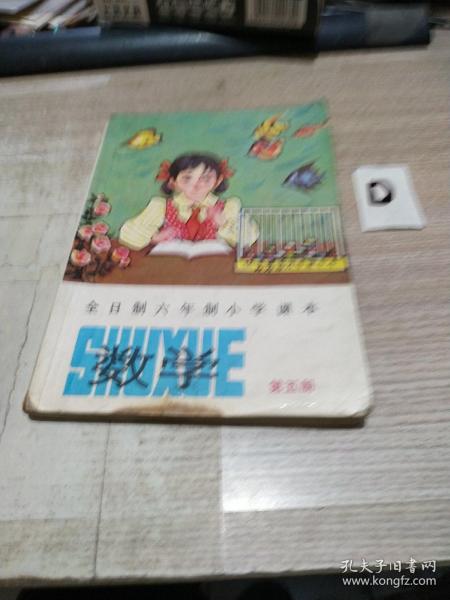 D
全日制六年制小学课本
SHUXUE
数学
第五册
孔夫子旧书网
www.kongfz.com